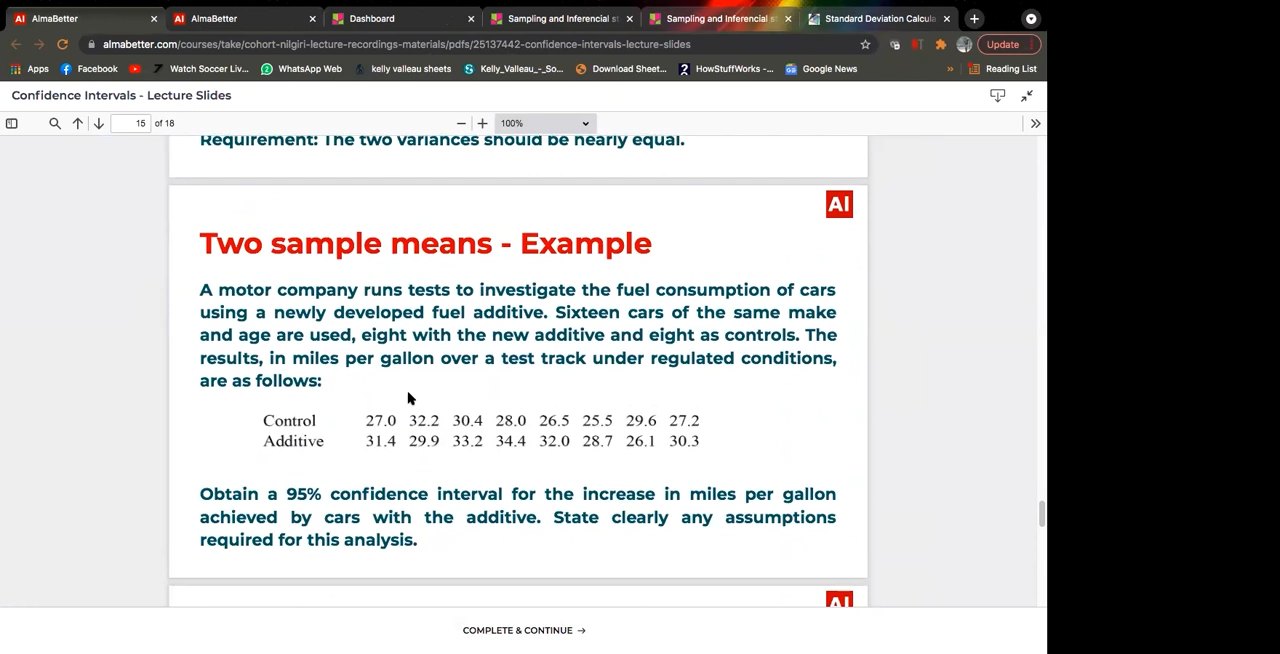 AlmaBetter
AlmaBetter
Dashboard
Sampling and Inferencial st
Sampling and Inferencial st
Standard Deviation Calcula
almabetter.com/courses/take/cohort-nilgiri-lecture-recordings-materials/pdfs/25137442-confidence-intervals-lecture-slides
Update
Apps
Facebook
Watch Soccer Liv...
WhatsApp Web
kelly valleau sheets
Kelly_Valleau_-_So...
Download Sheet...
HowStuffWorks -...
Google News
»
Reading List
Confidence Intervals - Lecture Slides
15 of 18
100%
Requirement: The two variances should be nearly equal.
AI
Two sample means - Example
A motor company runs tests to investigate the fuel consumption of cars
using a newly developed fuel additive. Sixteen cars of the same make
and age are used, eight with the new additive and eight as controls. The
results, in miles per gallon over a test track under regulated conditions,
are as follows:
Control 27.0 32.2 30.4 28.0 26.5 25.5 29.6 27.2
Additive 31.4 29.9 33.2 34.4 32.0 28.7 26.1 30.3
Obtain a 95% confidence interval for the increase in miles per gallon
achieved by cars with the additive. State clearly any assumptions
required for this analysis.
AI
COMPLETE & CONTINUE →